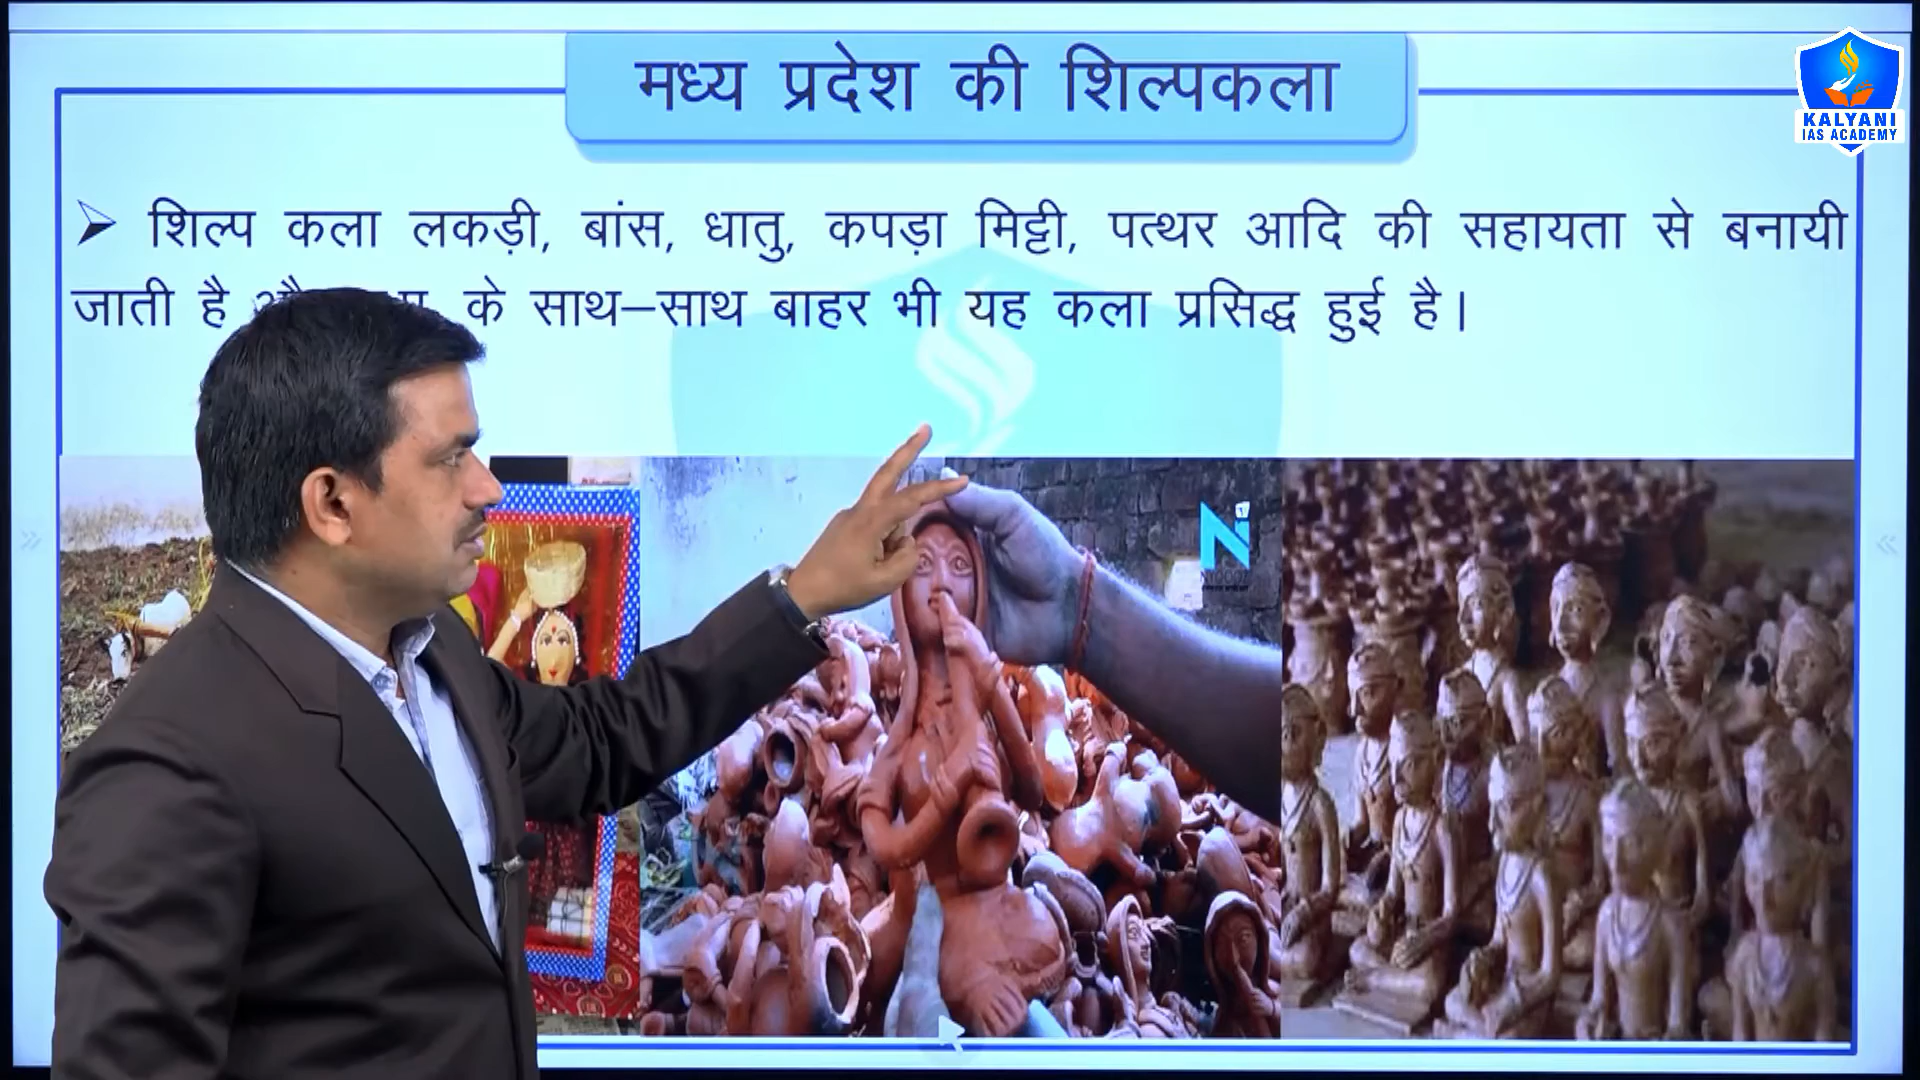 मध्य प्रदेश की शिल्पकला
KALYANI
IAS ACADEMY
शिल्प कला लकड़ी, बांस, धातु, कपड़ा मिट्टी, पत्थर आदि की सहायता से बनायी
जाती है के साथ–साथ बाहर भी यह कला प्रसिद्ध हुई है।